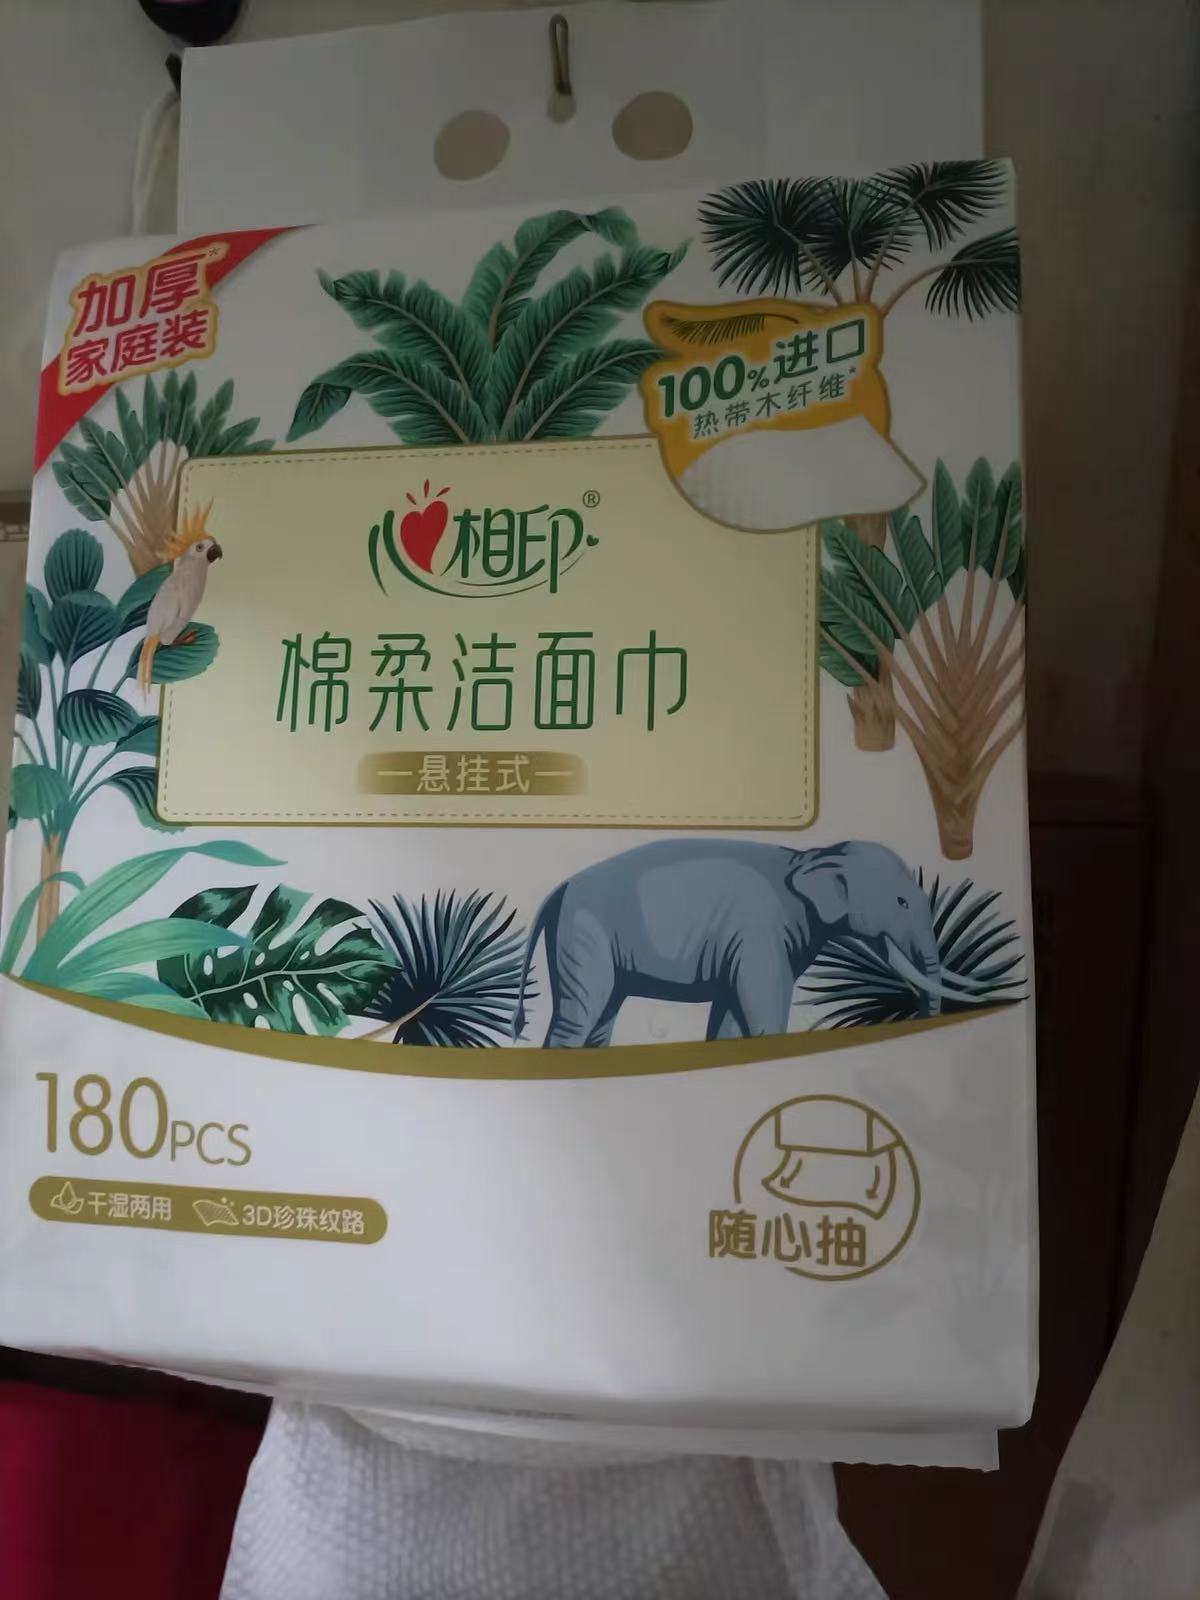 加厚*
家庭装
100%进口
热带木纤维*
心相印®
棉柔洁面巾
悬挂式
180PCS
干湿两用 3D珍珠纹路
随心抽